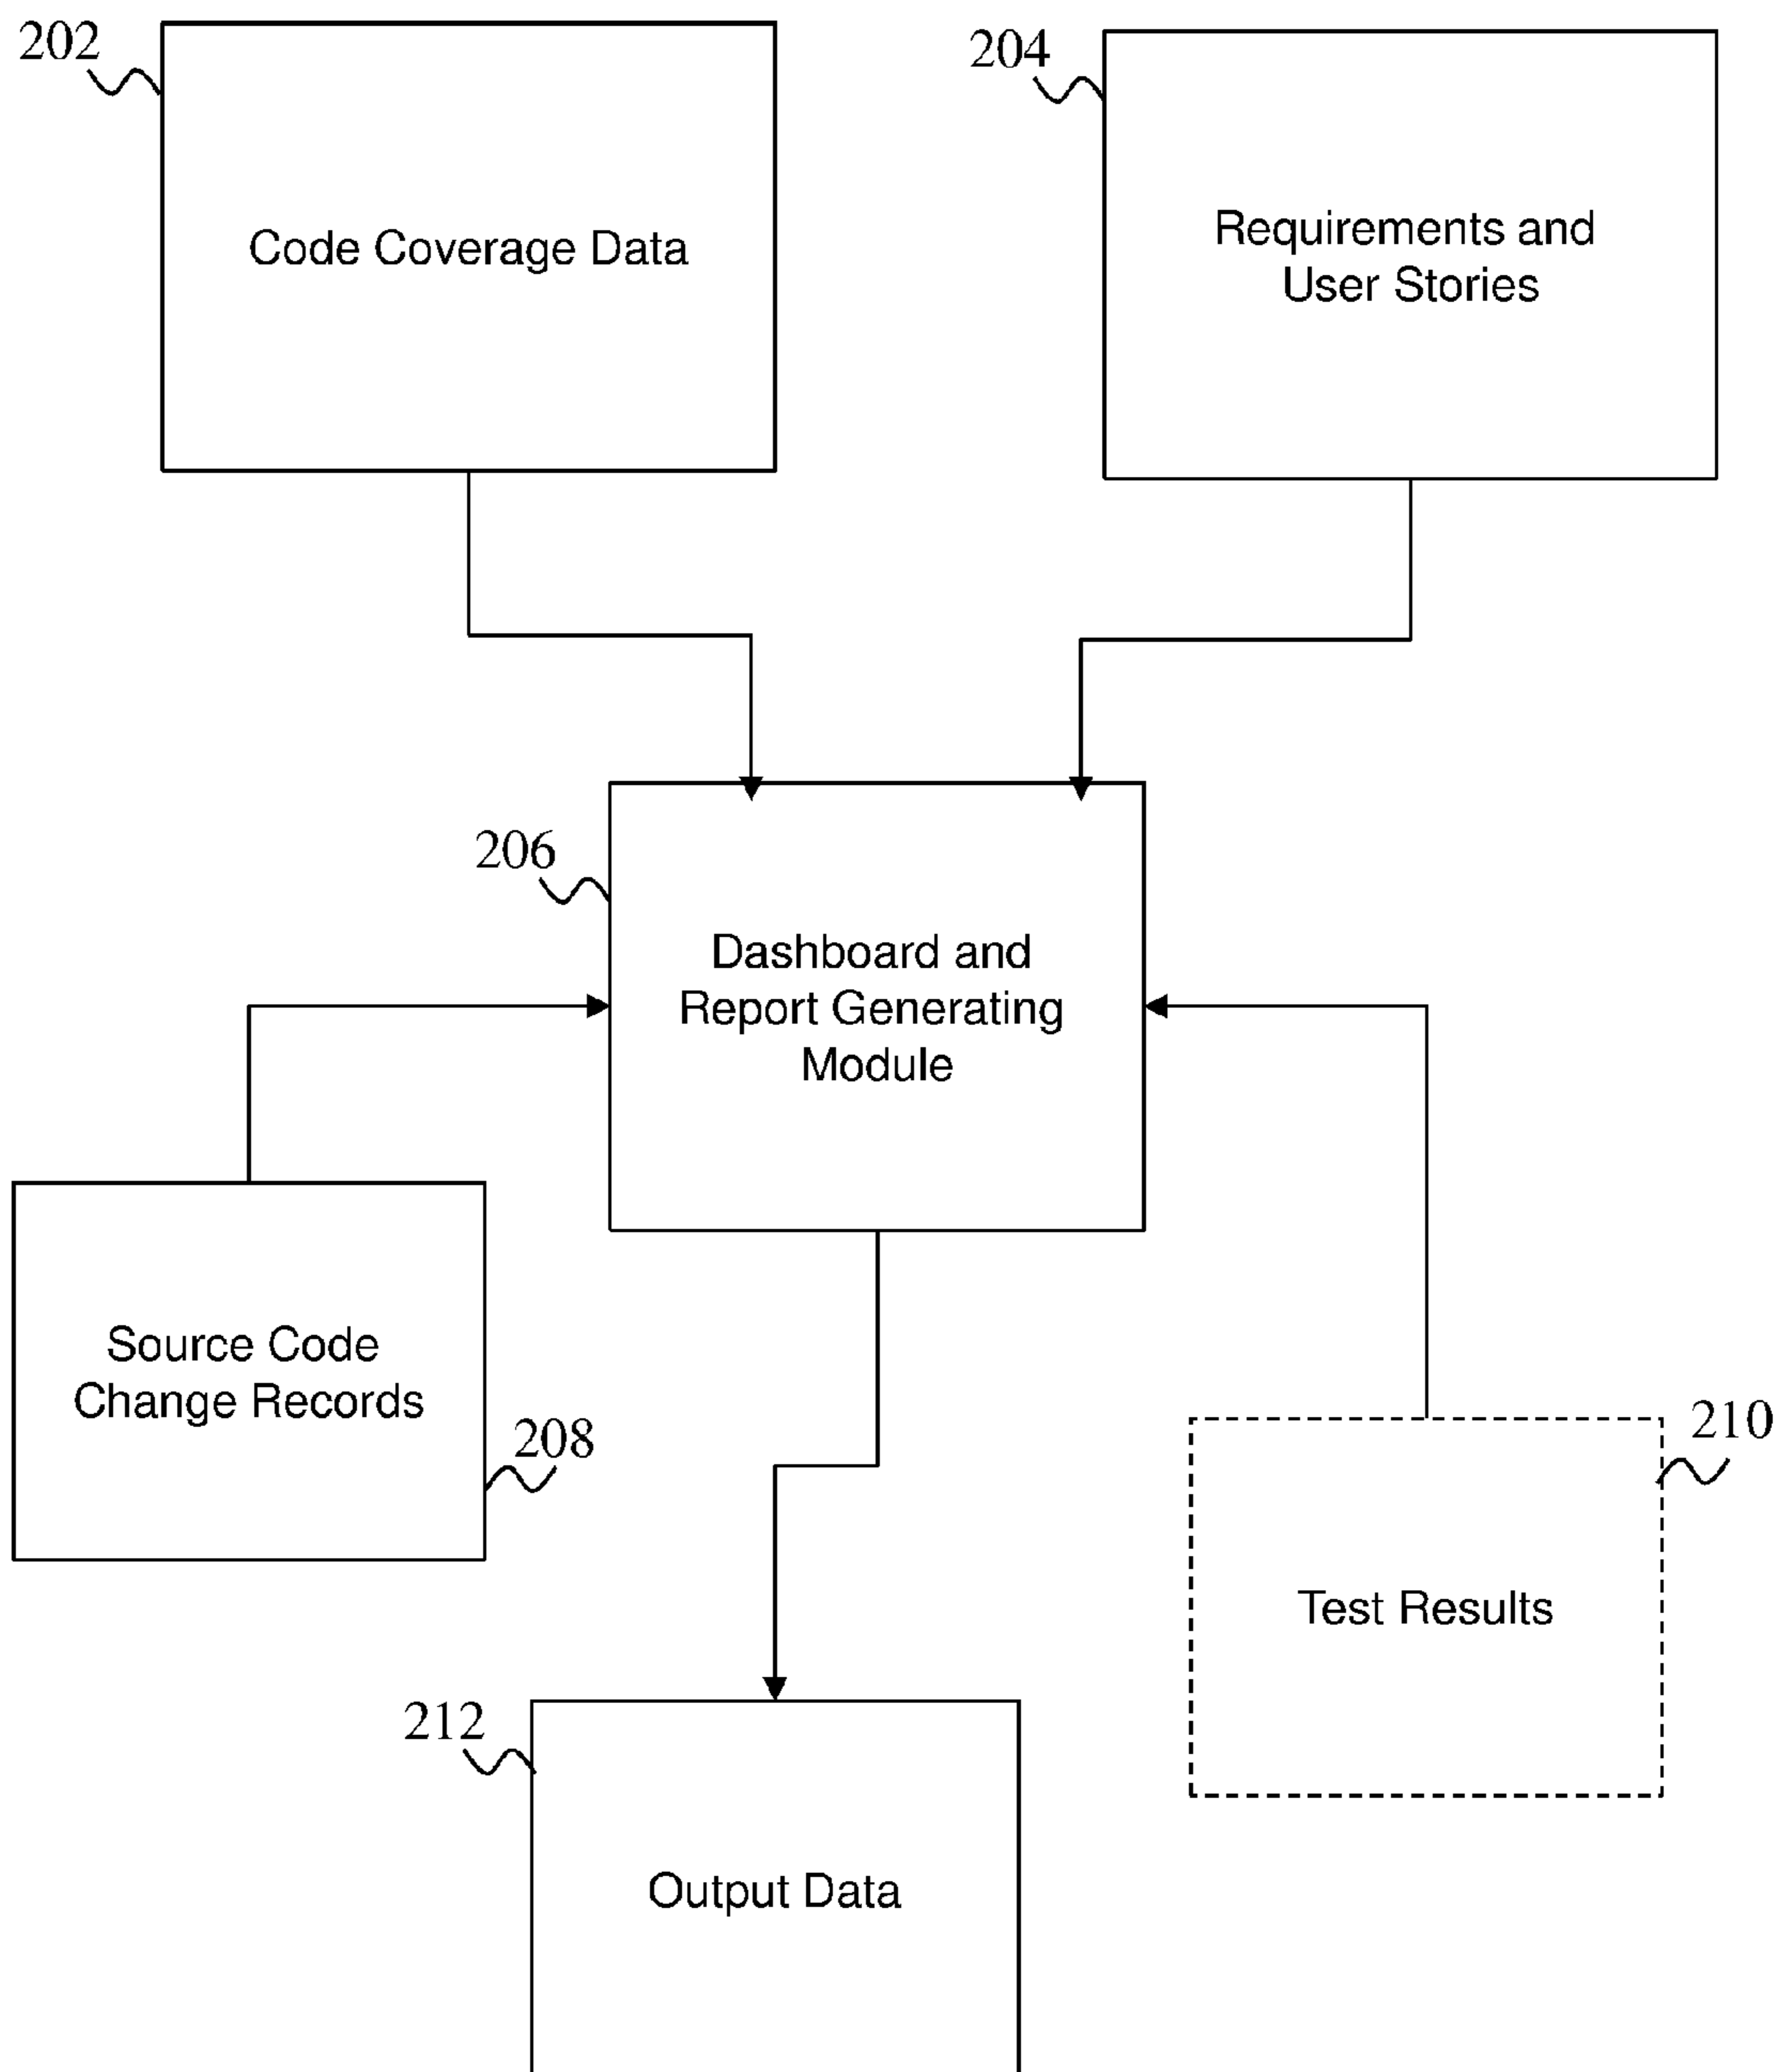 202
Code Coverage Data
204
Requirements and
User Stories
206
Dashboard and
Report Generating
Module
Source Code
Change Records
208
210
Test Results
212
Output Data